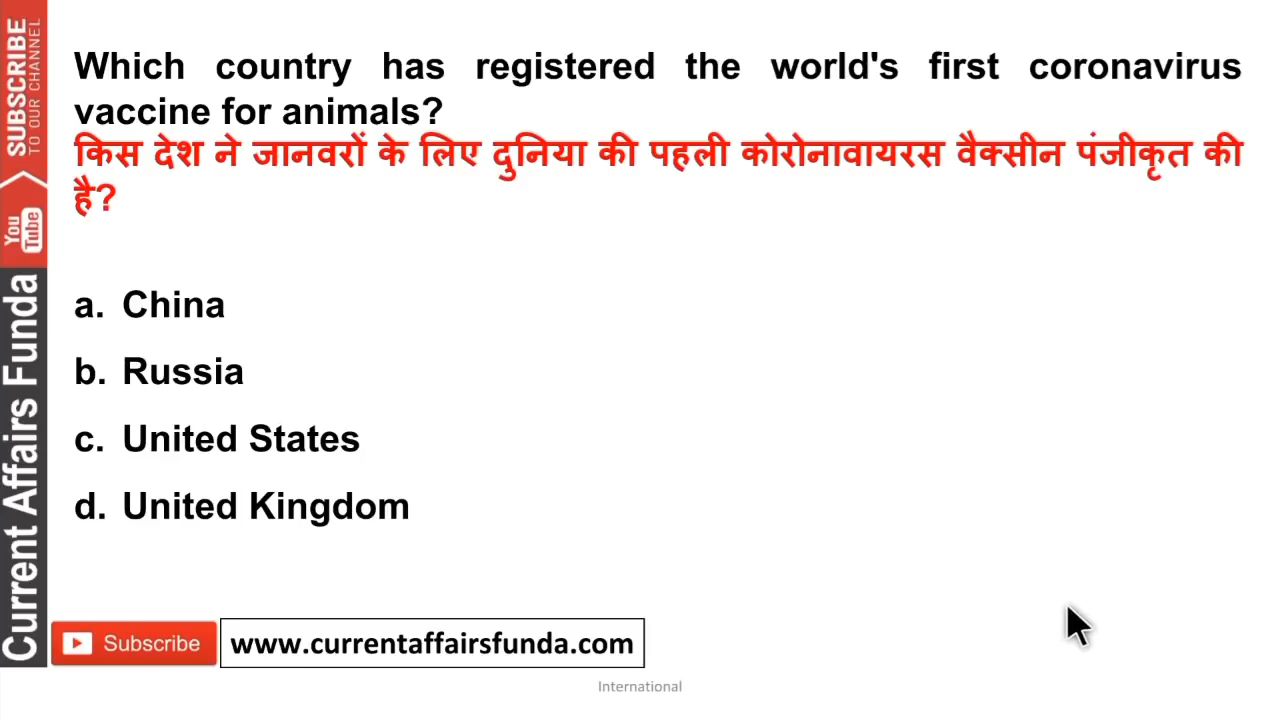 Which country has registered the world's first coronavirus
vaccine for animals?
किस देश ने जानवरों के लिए दुनिया की पहली कोरोनावायरस वैक्सीन पंजीकृत की
है?
a. China
b. Russia
c. United States
d. United Kingdom
SUBSCRIBE
TO OUR CHANNEL
You
Tube
Current Affairs Funda
Subscribe
www.currentaffairsfunda.com
International